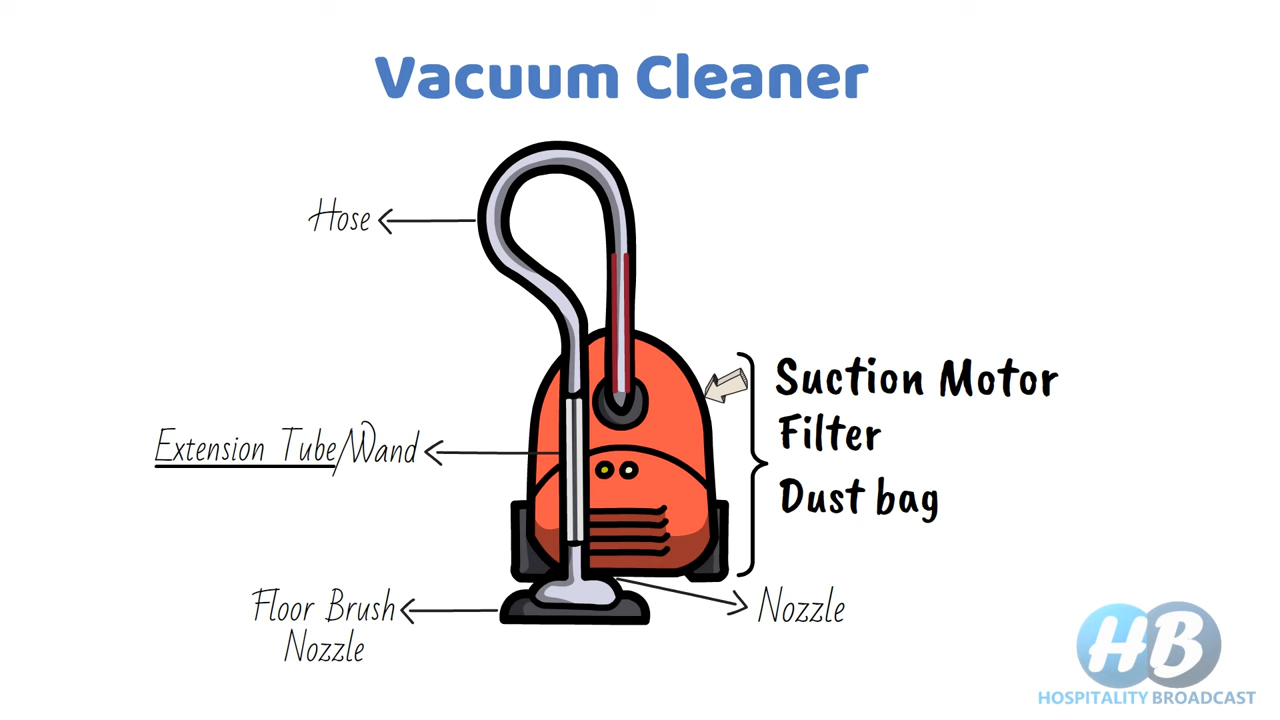 Vacuum Cleaner
Hose
Suction Motor
Filter
Extension Tube/Wand
Dust bag
Floor Brush
Nozzle
Nozzle
HB
HOSPITALITY BROADCAST